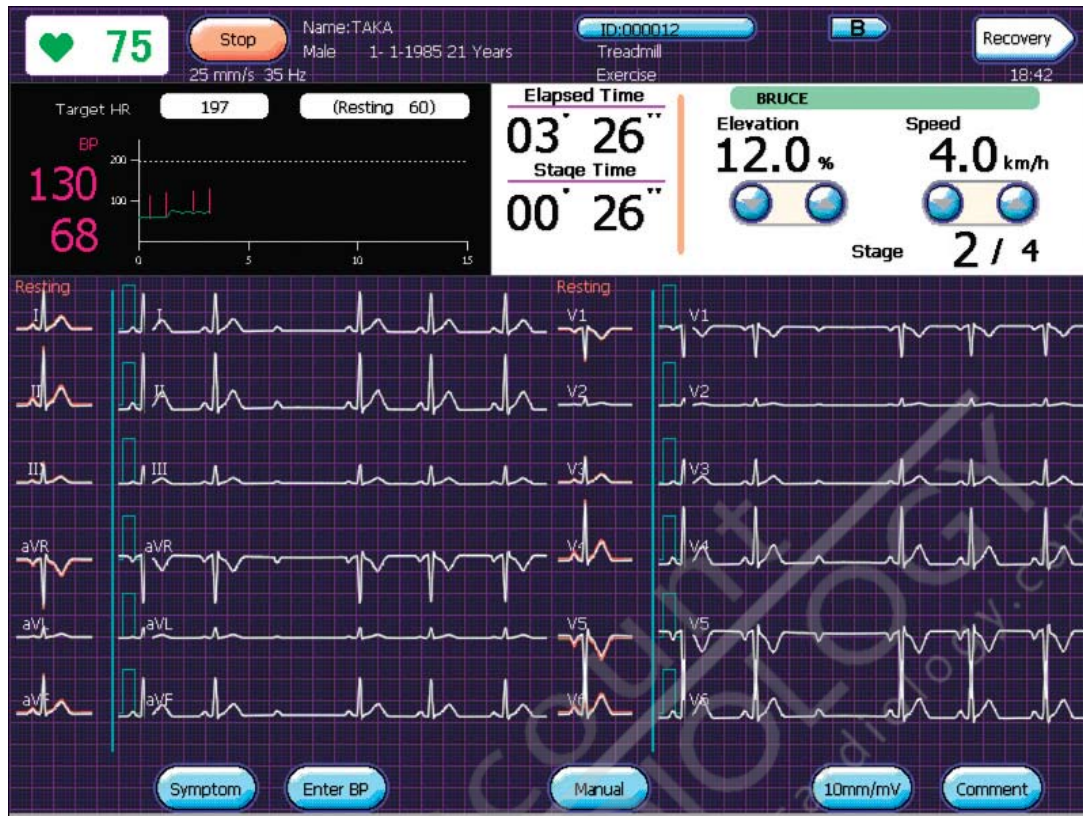 75
Stop
25 mm/s 35 Hz
Name:TAKA
Male 1- 1-1985 21 Years
ID:000012
Treadmill
Exercise
B
Recovery
18:42
Target HR 197 (Resting 60)
BP
130
68
200
100
0 5 10 15
Elapsed Time
03' 26''
Stage Time
00' 26''
BRUCE
Elevation Speed
12.0 % 4.0 km/h
Stage 2 / 4
Resting Resting
I I V1 V1
II II V2 V2
III III V3 V3
aVR aVR V4 V4
aVL aVL V5 V5
aVF aVF V6 V6
Symptom Enter BP Manual 10mm/mV Comment